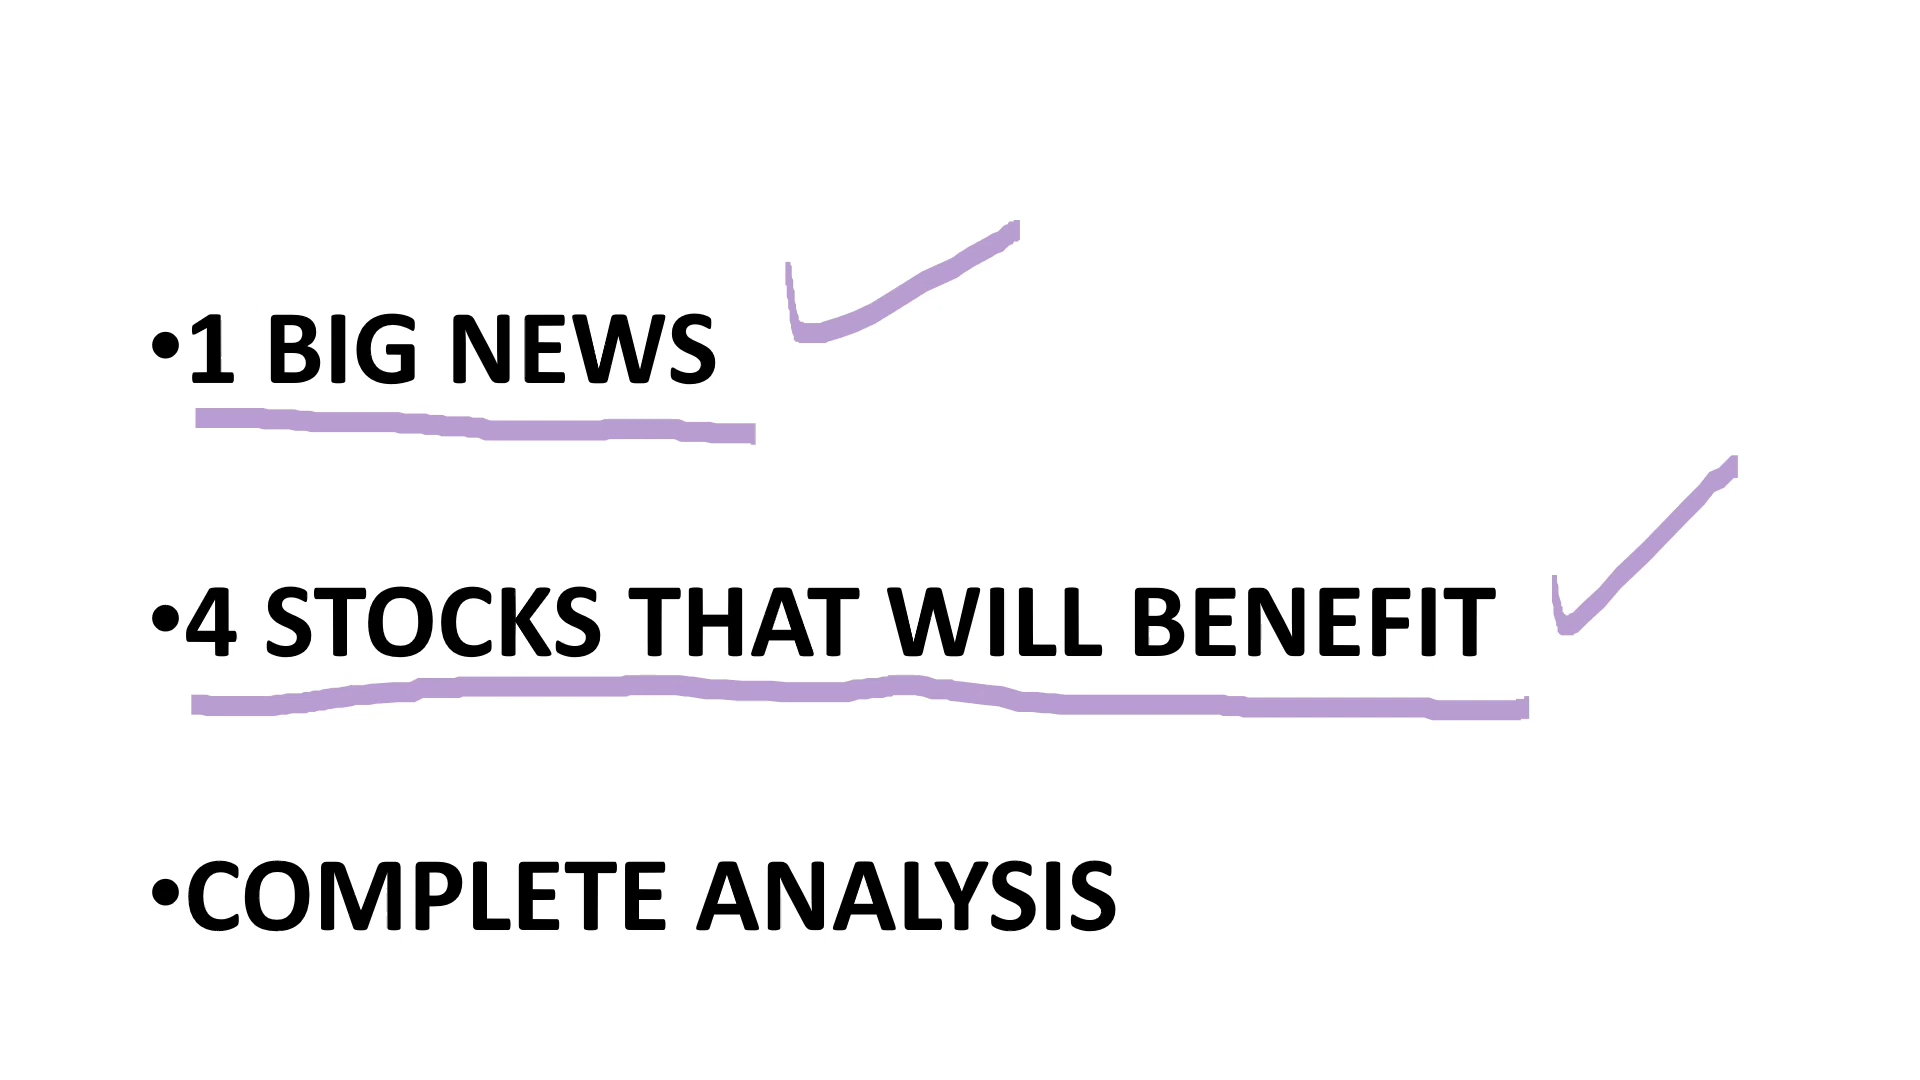 •1 BIG NEWS
•4 STOCKS THAT WILL BENEFIT
•COMPLETE ANALYSIS